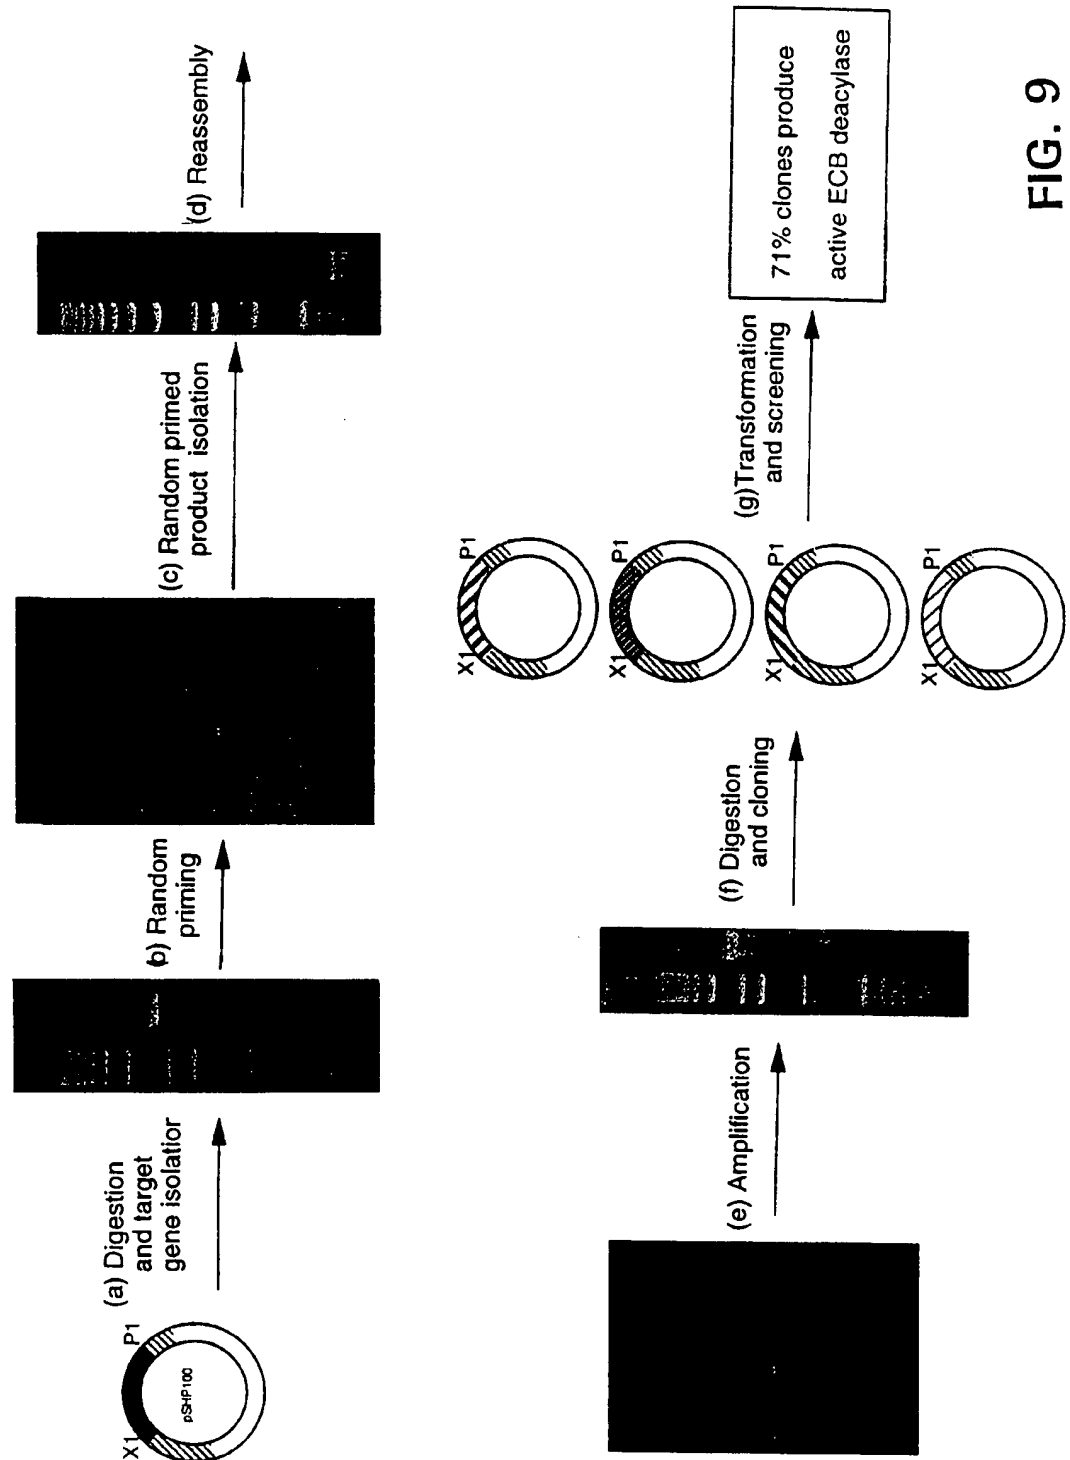 X1
P1
pSHP100
(a) Digestion
and target
gene isolatior
(b) Random
priming
(c) Random primed
product isolation
(d) Reassembly
(e) Amplification
(f) Digestion
and cloning
X1
P1
X1
P1
X1
P1
X1
P1
(g)Transformation
and screening
71% clones produce
active ECB deacylase
FIG. 9